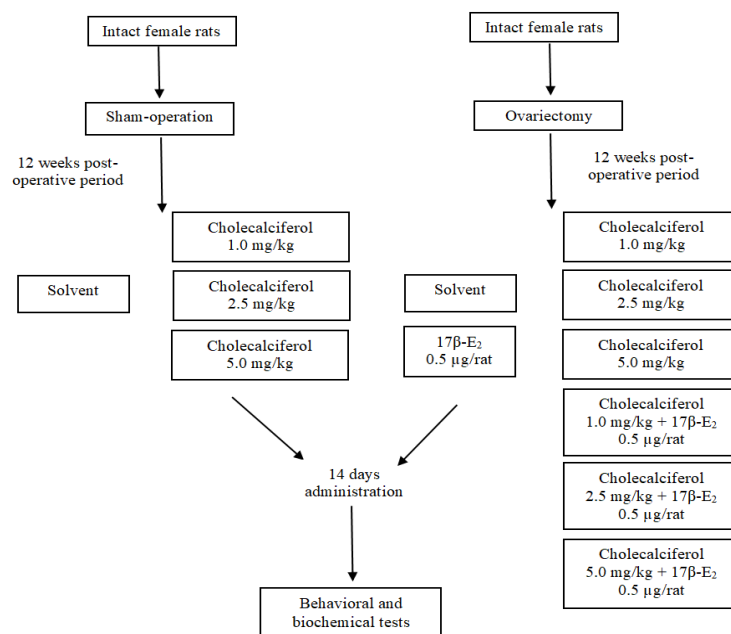 Intact female rats
Sham-operation
12 weeks post-
operative period
Solvent
Cholecalciferol
1.0 mg/kg
Cholecalciferol
2.5 mg/kg
Cholecalciferol
5.0 mg/kg
Intact female rats
Ovariectomy
12 weeks post-
operative period
Solvent
17β-E₂
0.5 µg/rat
Cholecalciferol
1.0 mg/kg
Cholecalciferol
2.5 mg/kg
Cholecalciferol
5.0 mg/kg
Cholecalciferol
1.0 mg/kg + 17β-E₂
0.5 µg/rat
Cholecalciferol
2.5 mg/kg + 17β-E₂
0.5 µg/rat
Cholecalciferol
5.0 mg/kg + 17β-E₂
0.5 µg/rat
14 days
administration
Behavioral and
biochemical tests